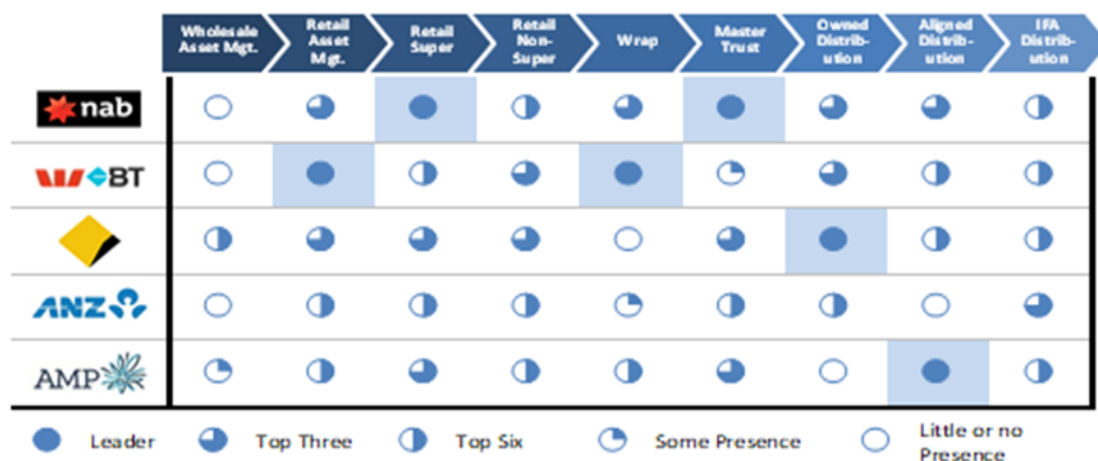 Wholesale
Asset Mgt.
Retail
Asset
Mgt.
Retail
Super
Retail
Non-
Super
Wrap
Master
Trust
Owned
Distrib-
ution
Aligned
Distrib-
ution
IFA
Distrib-
ution
nab
BT
ANZ
AMP
Leader
Top Three
Top Six
Some Presence
Little or no
Presence